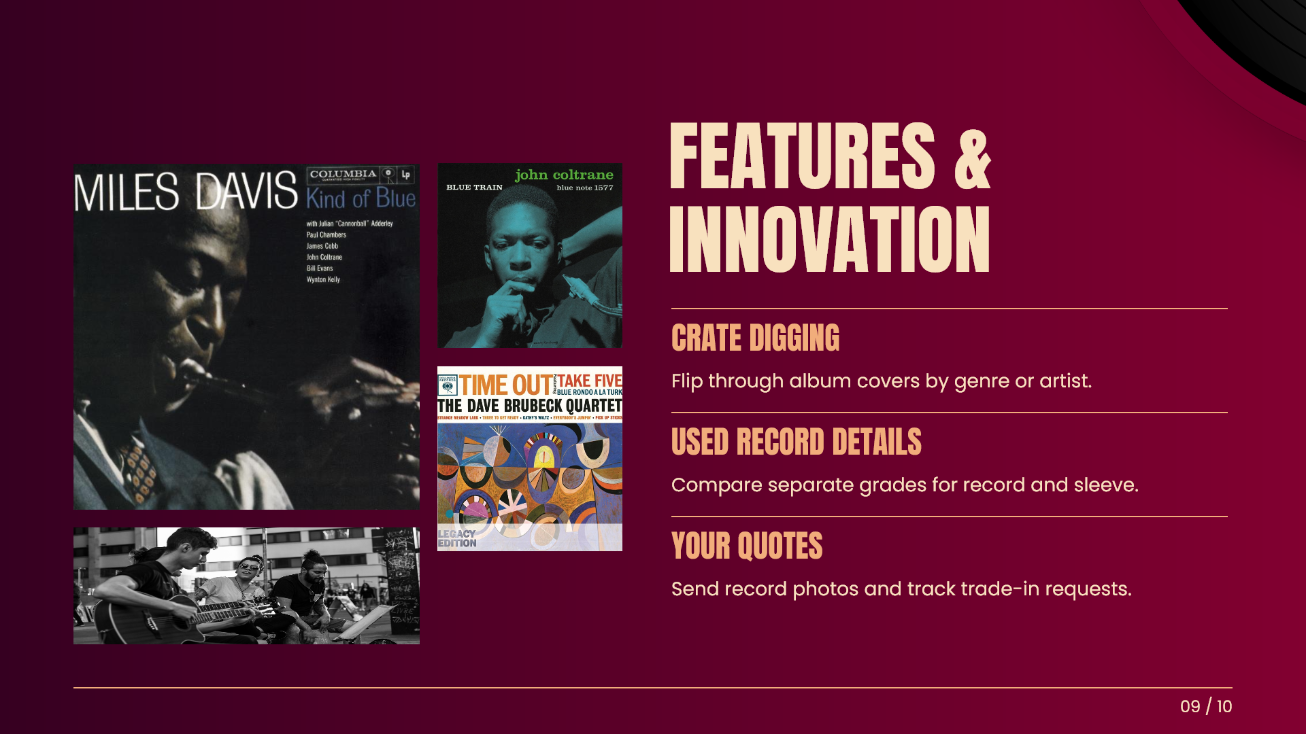 MILES DAVIS
COLUMBIA
Lp
Kind of Blue
with Julian "Cannonball" Adderley
Paul Chambers
James Cobb
John Coltrane
Bill Evans
Wynton Kelly
john coltrane
BLUE TRAIN
blue note 1577
TIME OUT
TAKE FIVE
BLUE RONDO A LA TURK
THE DAVE BRUBECK QUARTET
LEGACY
EDITION
FEATURES &
INNOVATION
CRATE DIGGING
Flip through album covers by genre or artist.
USED RECORD DETAILS
Compare separate grades for record and sleeve.
YOUR QUOTES
Send record photos and track trade-in requests.
09 / 10